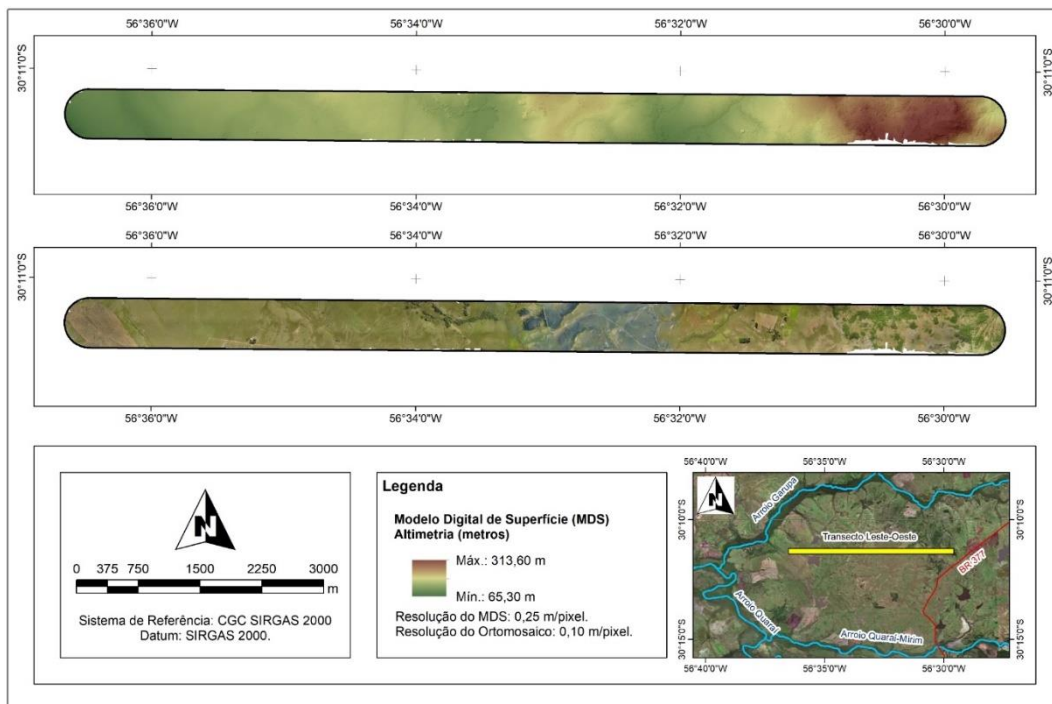 56°36'0"W 56°34'0"W 56°32'0"W 56°30'0"W
30°11'0"S 30°11'0"S
56°36'0"W 56°34'0"W 56°32'0"W 56°30'0"W
56°36'0"W 56°34'0"W 56°32'0"W 56°30'0"W
30°11'0"S 30°11'0"S
56°36'0"W 56°34'0"W 56°32'0"W 56°30'0"W
N
0 375 750 1500 2250 3000
m
Sistema de Referência: CGC SIRGAS 2000
Datum: SIRGAS 2000.
Legenda
Modelo Digital de Superfície (MDS)
Altimetria (metros)
Máx.: 313,60 m
Mín.: 65,30 m
Resolução do MDS: 0,25 m/pixel.
Resolução do Ortomosaico: 0,10 m/pixel.
56°40'0"W 56°35'0"W 56°30'0"W
N
Arroio Garupa
30°10'0"S 30°10'0"S
Transecto Leste-Oeste
BR-377
Arroio Quaraí
Arroio Quaraí-Mirim
30°15'0"S 30°15'0"S
56°40'0"W 56°35'0"W 56°30'0"W